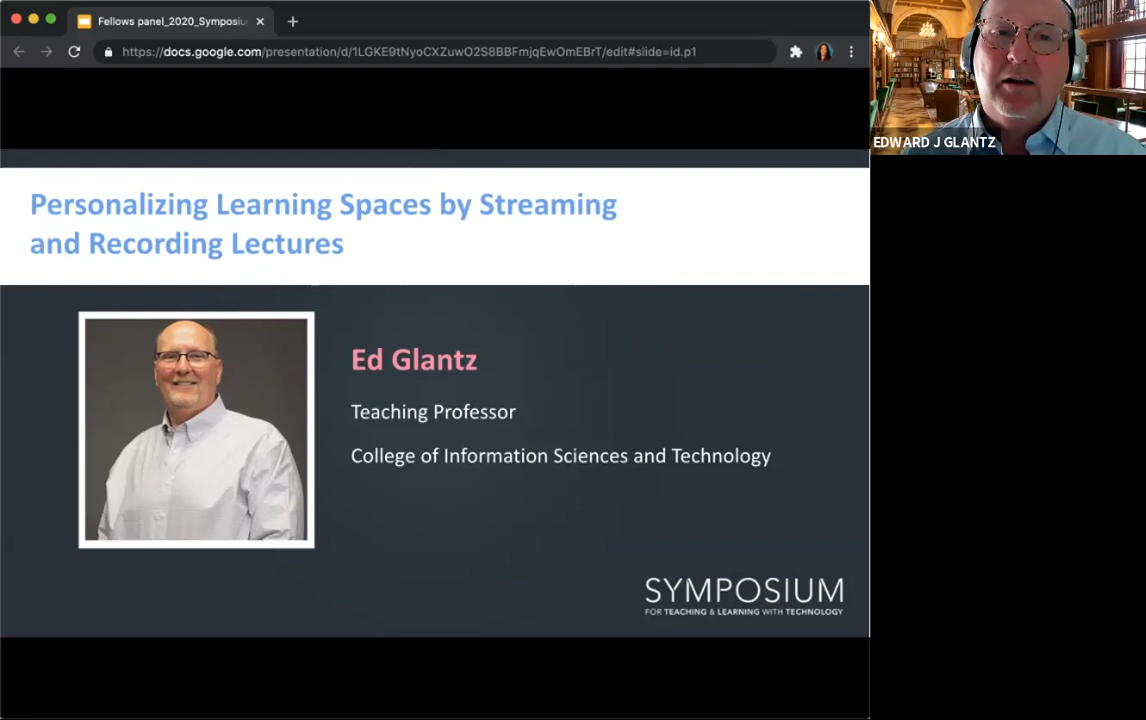 Fellows panel_2020_Symposiu
https://docs.google.com/presentation/d/1LGKE9tNyoCXZuwO2S8BBFmjqEwOmEBrT/edit#slide=id.p1
EDWARD J GLANTZ
Personalizing Learning Spaces by Streaming
and Recording Lectures
Ed Glantz
Teaching Professor
College of Information Sciences and Technology
SYMPOSIUM
FOR TEACHING & LEARNING WITH TECHNOLOGY